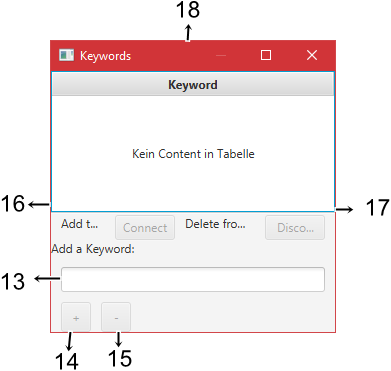 18
Keywords
Keyword
Kein Content in Tabelle
16
17
Add t... Connect Delete fro... Disco...
Add a Keyword:
13
+ -
14 15